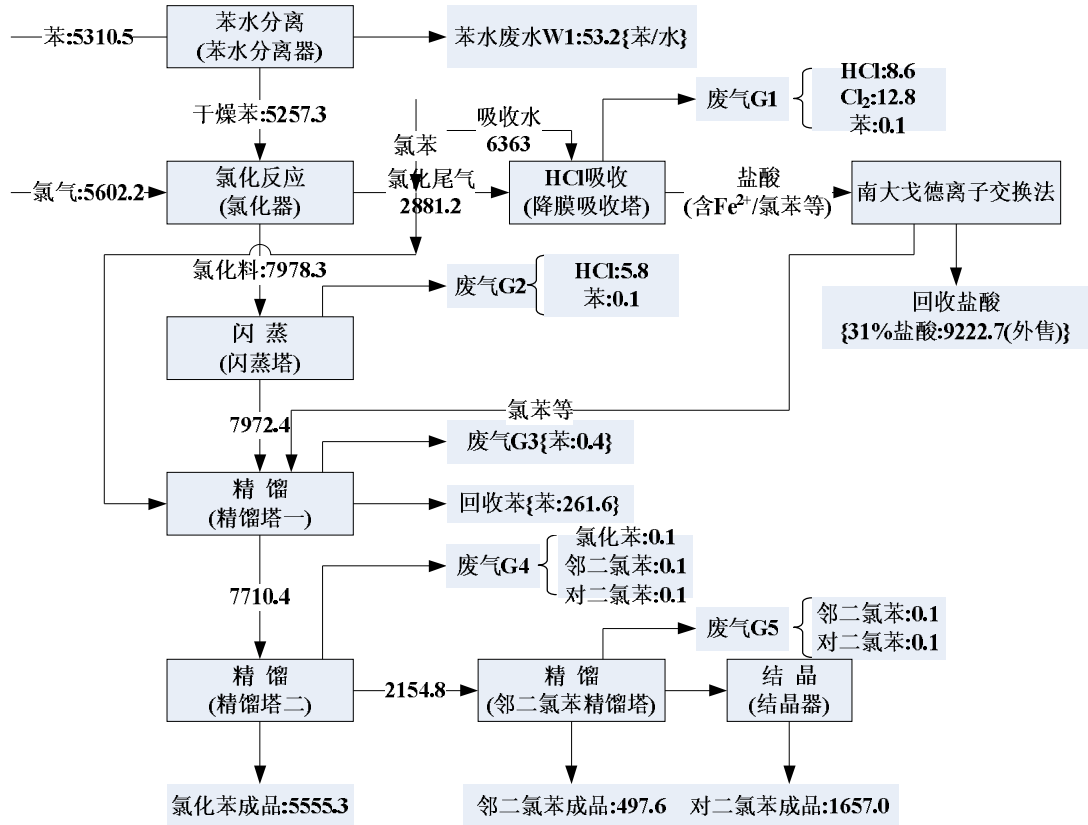 苯水分离
(苯水分离器)
苯:5310.5
苯水废水W1:53.2{苯/水}
干燥苯:5257.3
氯苯
吸收水
6363
废气G1
HCl:8.6
Cl₂:12.8
苯:0.1
氯气:5602.2
氯化反应
(氯化器)
氯化尾气
2881.2
HCl吸收
(降膜吸收塔)
盐酸
(含Fe²⁺/氯苯等)
南大戈德离子交换法
氯化料:7978.3
废气G2
HCl:5.8
苯:0.1
回收盐酸
{31%盐酸:9222.7(外售)}
闪 蒸
(闪蒸塔)
7972.4
氯苯等
废气G3{苯:0.4}
精 馏
(精馏塔一)
回收苯{苯:261.6}
7710.4
废气G4
氯化苯:0.1
邻二氯苯:0.1
对二氯苯:0.1
废气G5
邻二氯苯:0.1
对二氯苯:0.1
精 馏
(精馏塔二)
2154.8
精 馏
(邻二氯苯精馏塔)
结 晶
(结晶器)
氯化苯成品:5555.3
邻二氯苯成品:497.6
对二氯苯成品:1657.0